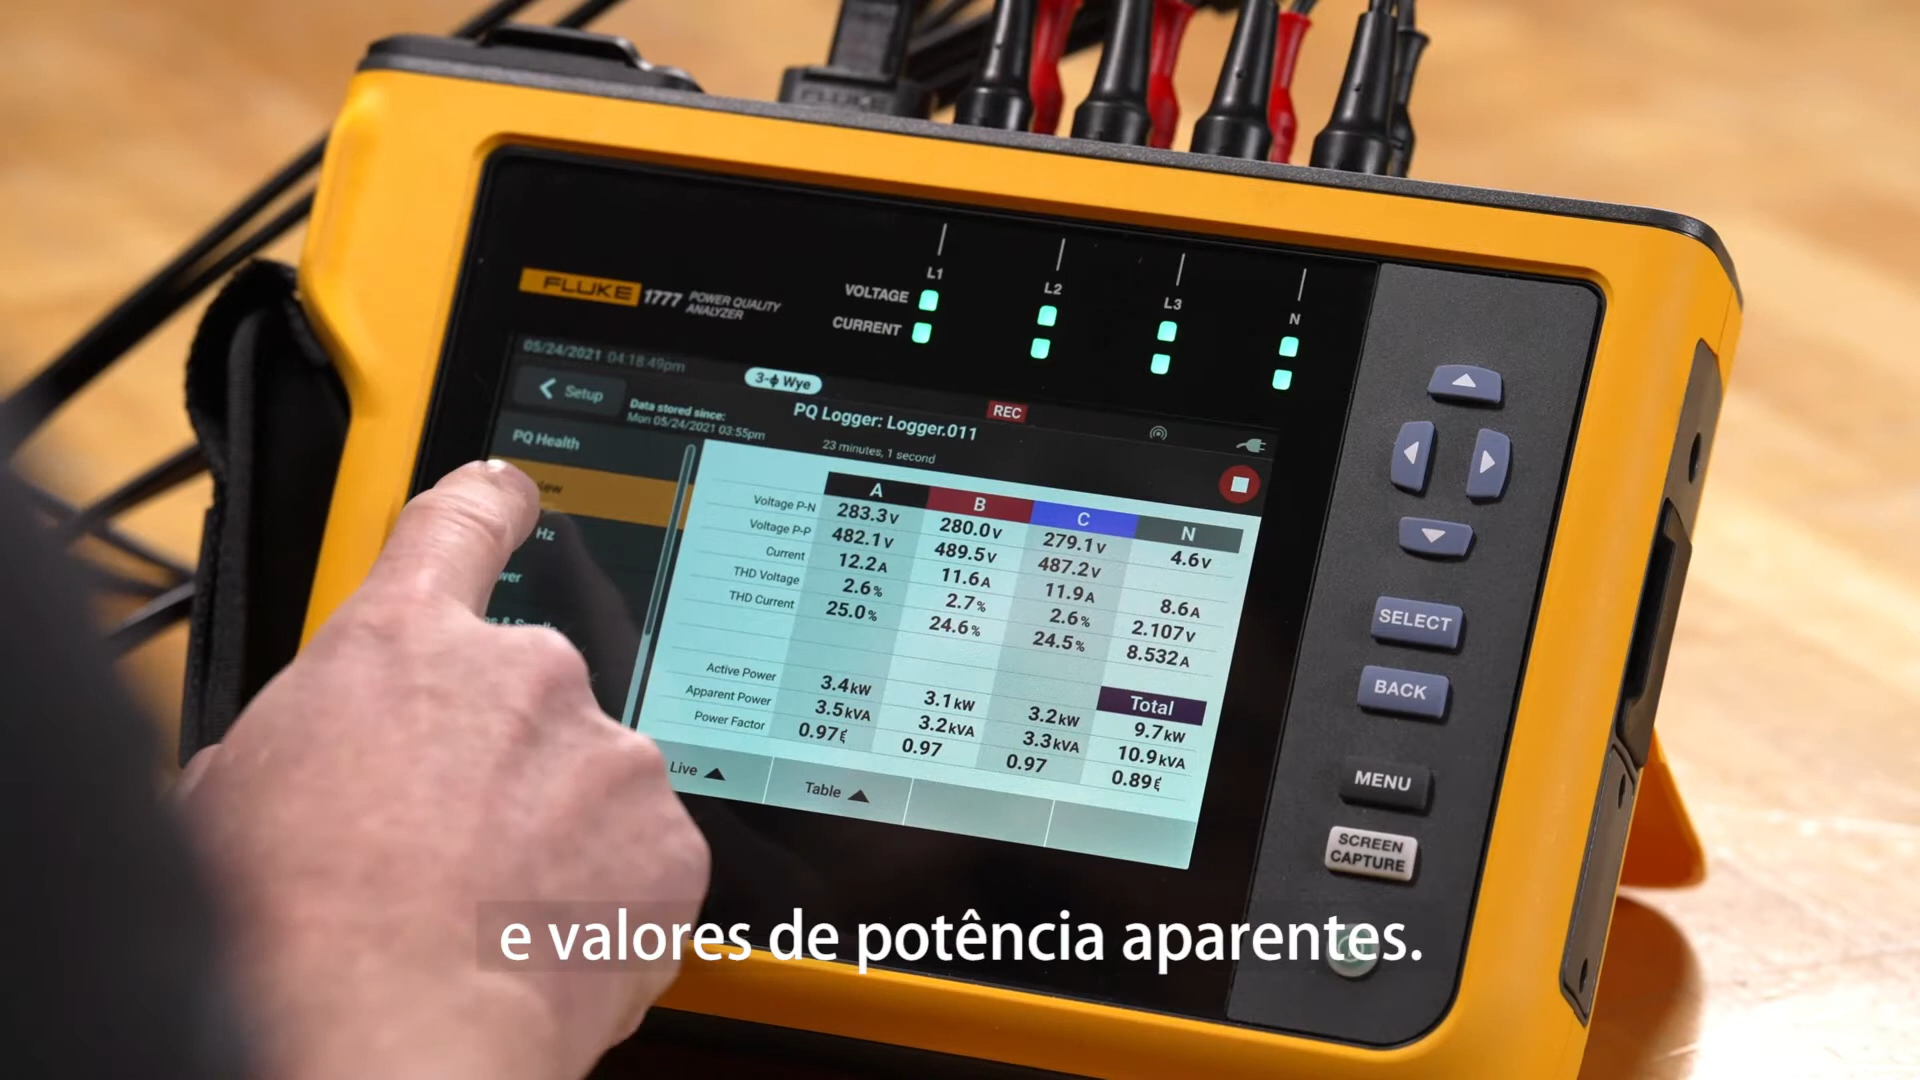 FLUKE
FLUKE 1777 POWER QUALITY ANALYZER
L1 L2 L3 N
VOLTAGE
CURRENT
05/24/2021 04:18:49pm
3-ϕ Wye
Setup
Data stored since:
Mon 05/24/2021 03:55pm
PQ Logger: Logger.011
REC
23 minutes, 1 second
PQ Health
Hz
A B C N
Voltage P-N 283.3V 280.0V 279.1V 4.6V
Voltage P-P 482.1V 489.5V 487.2V
Current 12.2A 11.6A 11.9A 8.6A
THD Voltage 2.6% 2.7% 2.6% 2.107V
THD Current 25.0% 24.6% 24.5% 8.532A
Total
Active Power 3.4kW 3.1kW 3.2kW 9.7kW
Apparent Power 3.5kVA 3.2kVA 3.3kVA 10.9kVA
Power Factor 0.97 0.97 0.97 0.89
Live
Table
SELECT
BACK
MENU
SCREEN CAPTURE
e valores de potência aparentes.